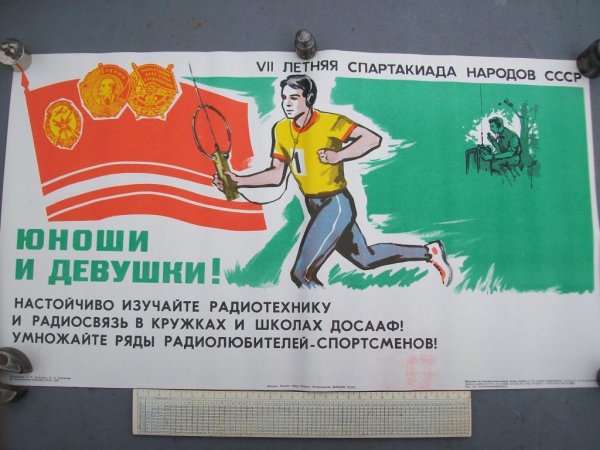 VII ЛЕТНЯЯ СПАРТАКИАДА НАРОДОВ СССР
ЮНОШИ
И ДЕВУШКИ!
НАСТОЙЧИВО ИЗУЧАЙТЕ РАДИОТЕХНИКУ
И РАДИОСВЯЗЬ В КРУЖКАХ И ШКОЛАХ ДОСААФ!
УМНОЖАЙТЕ РЯДЫ РАДИОЛЮБИТЕЛЕЙ-СПОРТСМЕНОВ!